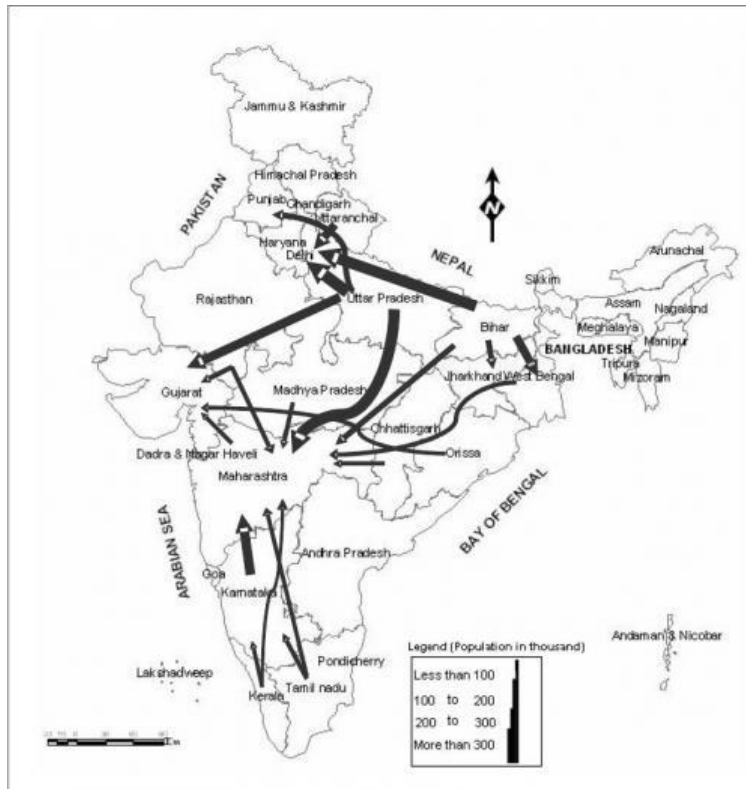 Jammu & Kashmir
Himachal Pradesh
Punjab
Chandigarh
Uttaranchal
PAKISTAN
Haryana
Delhi
N
NEPAL
Arunachal
Sikkim
Rajasthan
Uttar Pradesh
Assam
Nagaland
Bihar
Meghalaya
Manipur
BANGLADESH
Tripura
Mizoram
Gujarat
Madhya Pradesh
Jharkhand
West Bengal
Chhattisgarh
Dadra & Nagar Haveli
Orissa
Maharashtra
BAY OF BENGAL
ARABIAN SEA
Andhra Pradesh
Goa
Karnataka
Andaman & Nicobar
Legend (Population in thousand)
Less than 100
100 to 200
200 to 300
More than 300
Pondicherry
Lakshadweep
Kerala
Tamil nadu